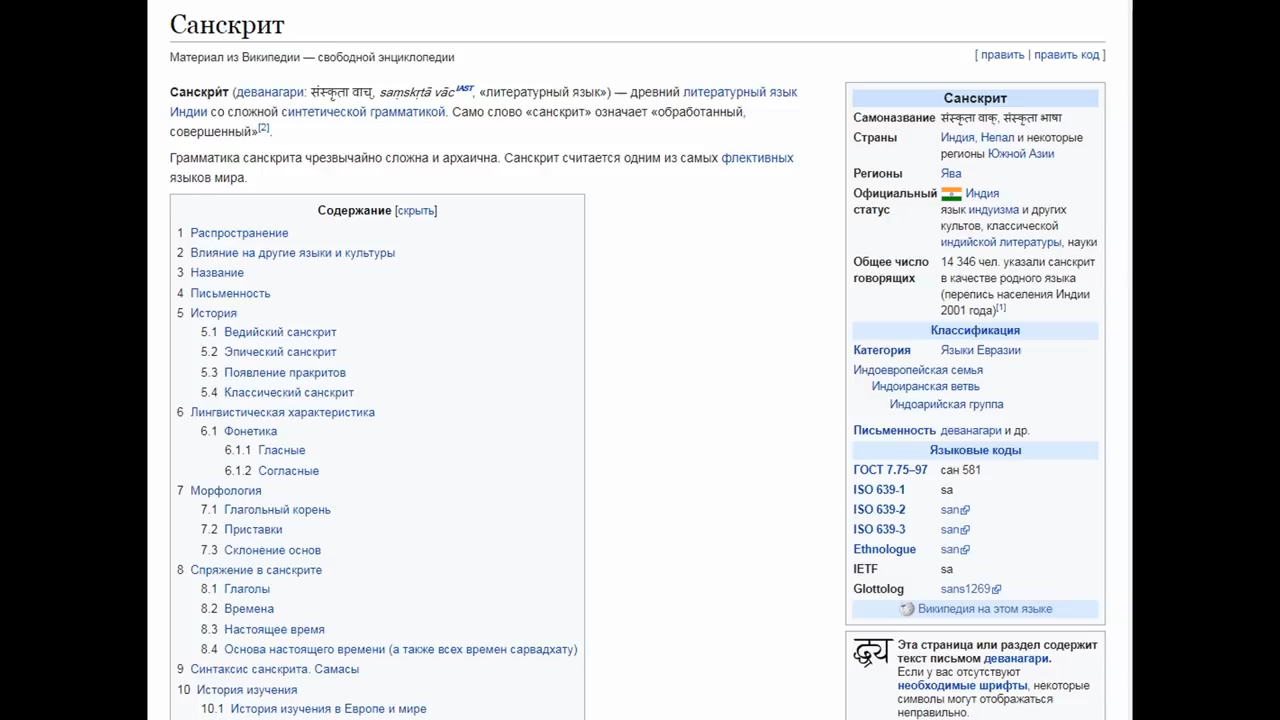 Санскрит
Материал из Википедии — свободной энциклопедии
[ править | править код ]
Санскри́т (деванагари: संस्कृता वाच्, saṃskṛtā vāc IAST, «литературный язык») — древний литературный язык
Индии со сложной синтетической грамматикой. Само слово «санскрит» означает «обработанный,
совершенный»[2].
Грамматика санскрита чрезвычайно сложна и архаична. Санскрит считается одним из самых флективных
языков мира.
Содержание [скрыть]
1 Распространение
2 Влияние на другие языки и культуры
3 Название
4 Письменность
5 История
5.1 Ведийский санскрит
5.2 Эпический санскрит
5.3 Появление пракритов
5.4 Классический санскрит
6 Лингвистическая характеристика
6.1 Фонетика
6.1.1 Гласные
6.1.2 Согласные
7 Морфология
7.1 Глагольный корень
7.2 Приставки
7.3 Склонение основ
8 Спряжение в санскрите
8.1 Глаголы
8.2 Времена
8.3 Настоящее время
8.4 Основа настоящего времени (а также всех времен сарвадхату)
9 Синтаксис санскрита. Самасы
10 История изучения
10.1 История изучения в Европе и мире
Санскрит
Самоназвание संस्कृता वाक्, संस्कृता भाषा
Страны Индия, Непал и некоторые
регионы Южной Азии
Регионы Ява
Официальный Индия
статус язык индуизма и других
культов, классической
индийской литературы, науки
Общее число 14 346 чел. указали санскрит
говорящих в качестве родного языка
(перепись населения Индии
2001 года)[1]
Классификация
Категория Языки Евразии
Индоевропейская семья
Индоиранская ветвь
Индоарийская группа
Письменность деванагари и др.
Языковые коды
ГОСТ 7.75–97 сан 581
ISO 639-1 sa
ISO 639-2 san
ISO 639-3 san
Ethnologue san
IETF sa
Glottolog sans1269
Википедия на этом языке
Эта страница или раздел содержит
текст письмом деванагари.
Если у вас отсутствуют
необходимые шрифты, некоторые
символы могут отображаться
неправильно.